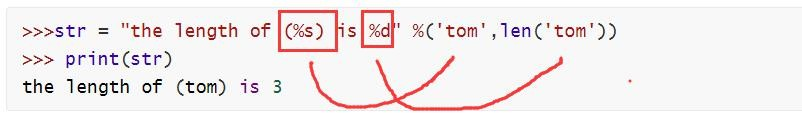 >>>str = "the length of (%s) is %d" %('tom',len('tom'))
>>> print(str)
the length of (tom) is 3